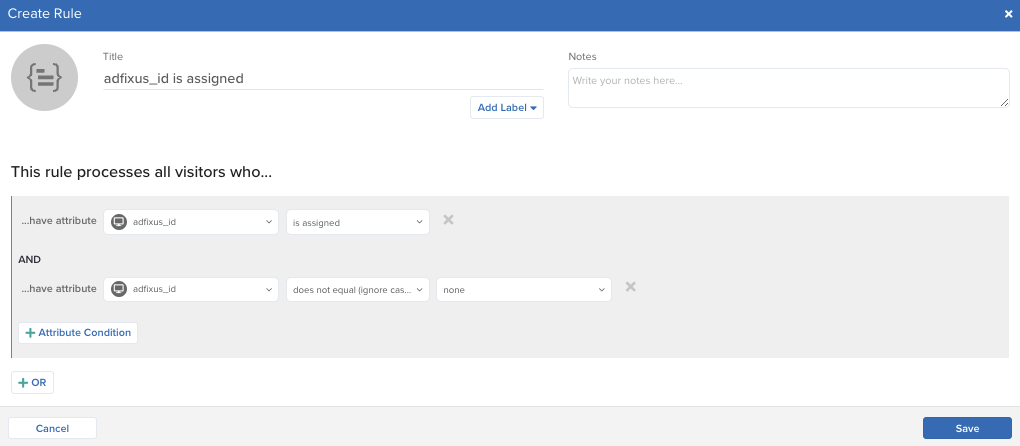 Create Rule
Title
adfixus_id is assigned
Add Label
Notes
Write your notes here...
This rule processes all visitors who...
...have attribute adfixus_id is assigned
AND
...have attribute adfixus_id does not equal (ignore cas... none
+ Attribute Condition
+ OR
Cancel Save